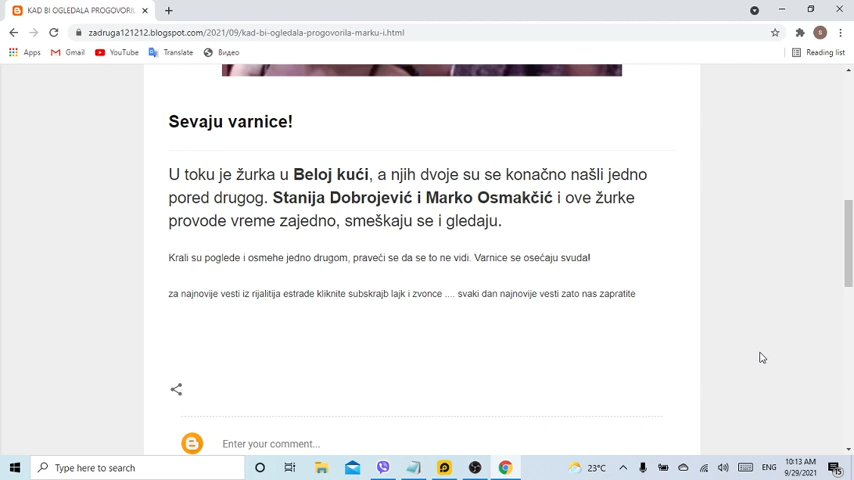 KAD BI OGLEDALA PROGOVORI
zadruga121212.blogspot.com/2021/09/kad-bi-ogledala-progovorila-marku-i.html
Apps Gmail YouTube Translate Видео Reading list
Sevaju varnice!
U toku je žurka u Beloj kući, a njih dvoje su se konačno našli jedno
pored drugog. Stanija Dobrojević i Marko Osmakčić i ove žurke
provode vreme zajedno, smeškaju se i gledaju.
Krali su poglede i osmehe jedno drugom, praveći se da se to ne vidi. Varnice se osećaju svuda!
za najnovije vesti iz rijalitija estrade kliknite subskrajb lajk i zvonce .... svaki dan najnovije vesti zato nas zapratite
Enter your comment...
Type here to search
23°C
ENG
10:13 AM
9/29/2021
15